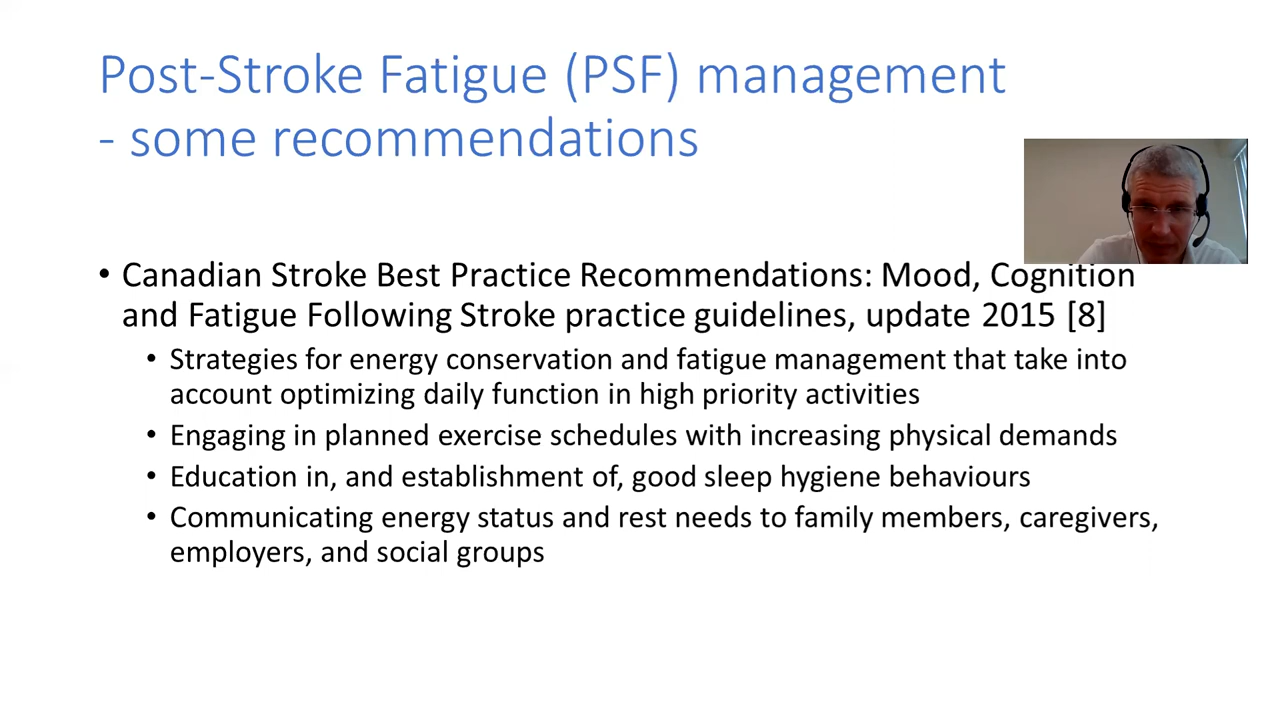 Post-Stroke Fatigue (PSF) management
- some recommendations
• Canadian Stroke Best Practice Recommendations: Mood, Cognition
and Fatigue Following Stroke practice guidelines, update 2015 [8]
• Strategies for energy conservation and fatigue management that take into
account optimizing daily function in high priority activities
• Engaging in planned exercise schedules with increasing physical demands
• Education in, and establishment of, good sleep hygiene behaviours
• Communicating energy status and rest needs to family members, caregivers,
employers, and social groups